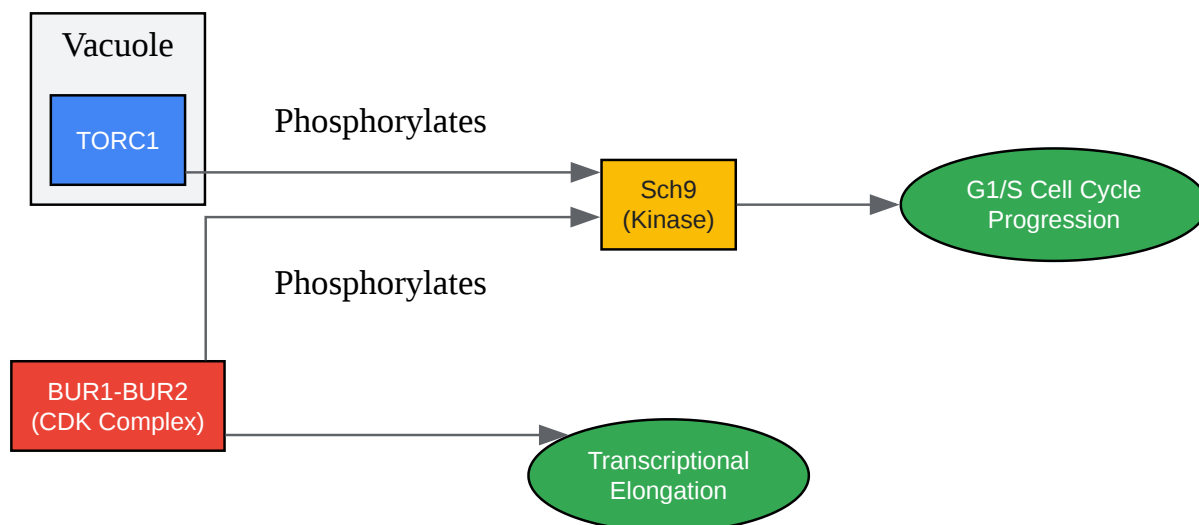 Vacuole
TORC1
Phosphorylates
Sch9
(Kinase)
G1/S Cell Cycle
Progression
Phosphorylates
BUR1-BUR2
(CDK Complex)
Transcriptional
Elongation